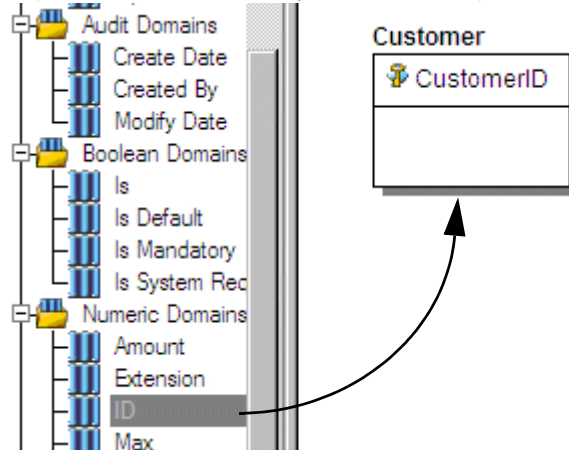 Audit Domains
Create Date
Created By
Modify Date
Boolean Domains
Is
Is Default
Is Mandatory
Is System Rec
Numeric Domains
Amount
Extension
ID
Max
Customer
CustomerID